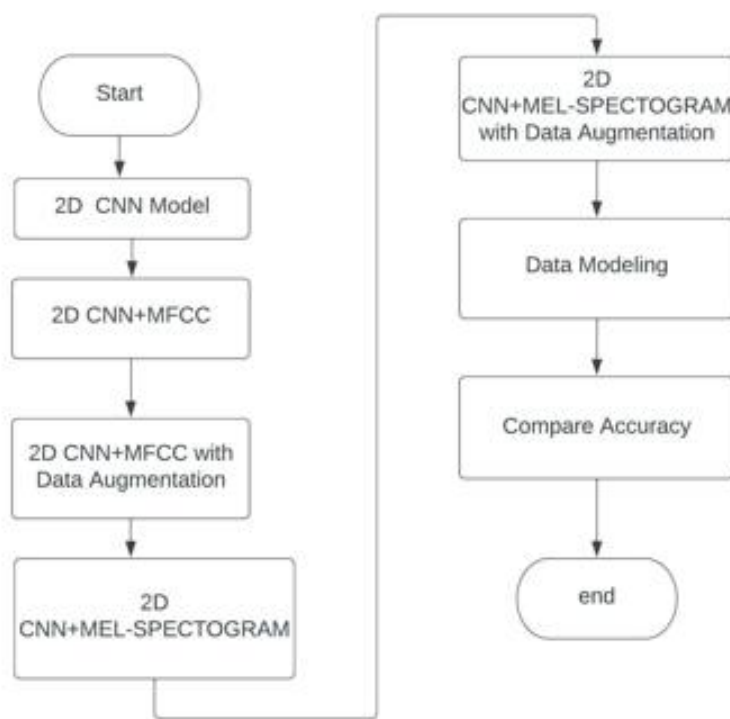 Start
2D CNN Model
2D CNN+MFCC
2D CNN+MFCC with
Data Augmentation
2D
CNN+MEL-SPECTOGRAM
2D
CNN+MEL-SPECTOGRAM
with Data Augmentation
Data Modeling
Compare Accuracy
end